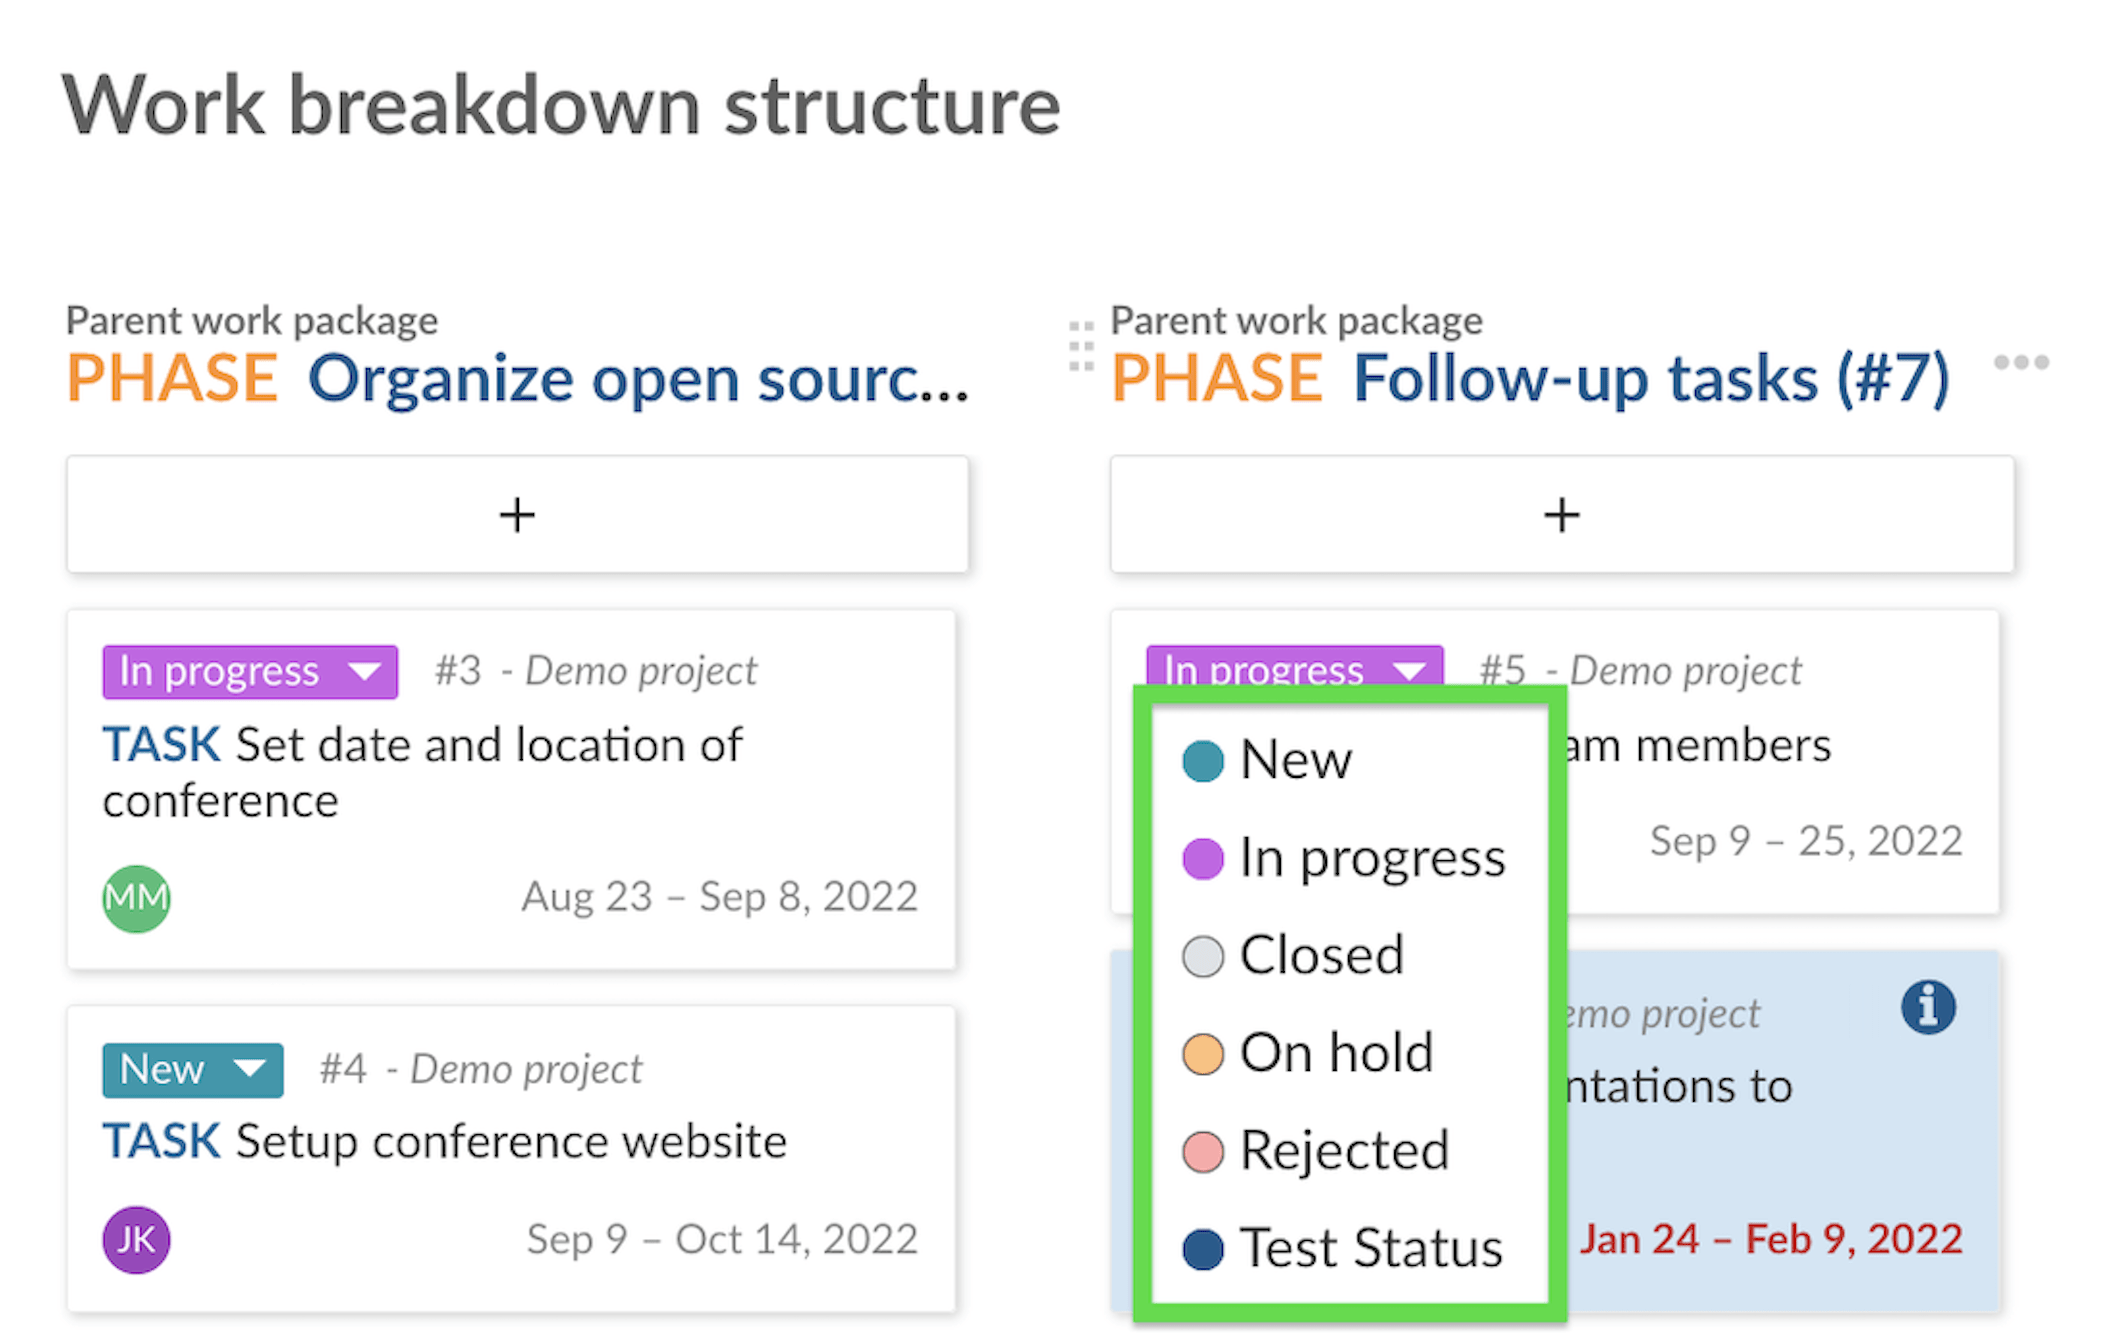 Work breakdown structure
Parent work package
PHASE Organize open sourc...
+
In progress #3 - Demo project
TASK Set date and location of
conference
MM Aug 23 – Sep 8, 2022
New #4 - Demo project
TASK Setup conference website
JK Sep 9 – Oct 14, 2022
Parent work package
PHASE Follow-up tasks (#7)
+
In progress #5 - Demo project
members
Sep 9 – 25, 2022
project
to
Jan 24 – Feb 9, 2022
New
In progress
Closed
On hold
Rejected
Test Status